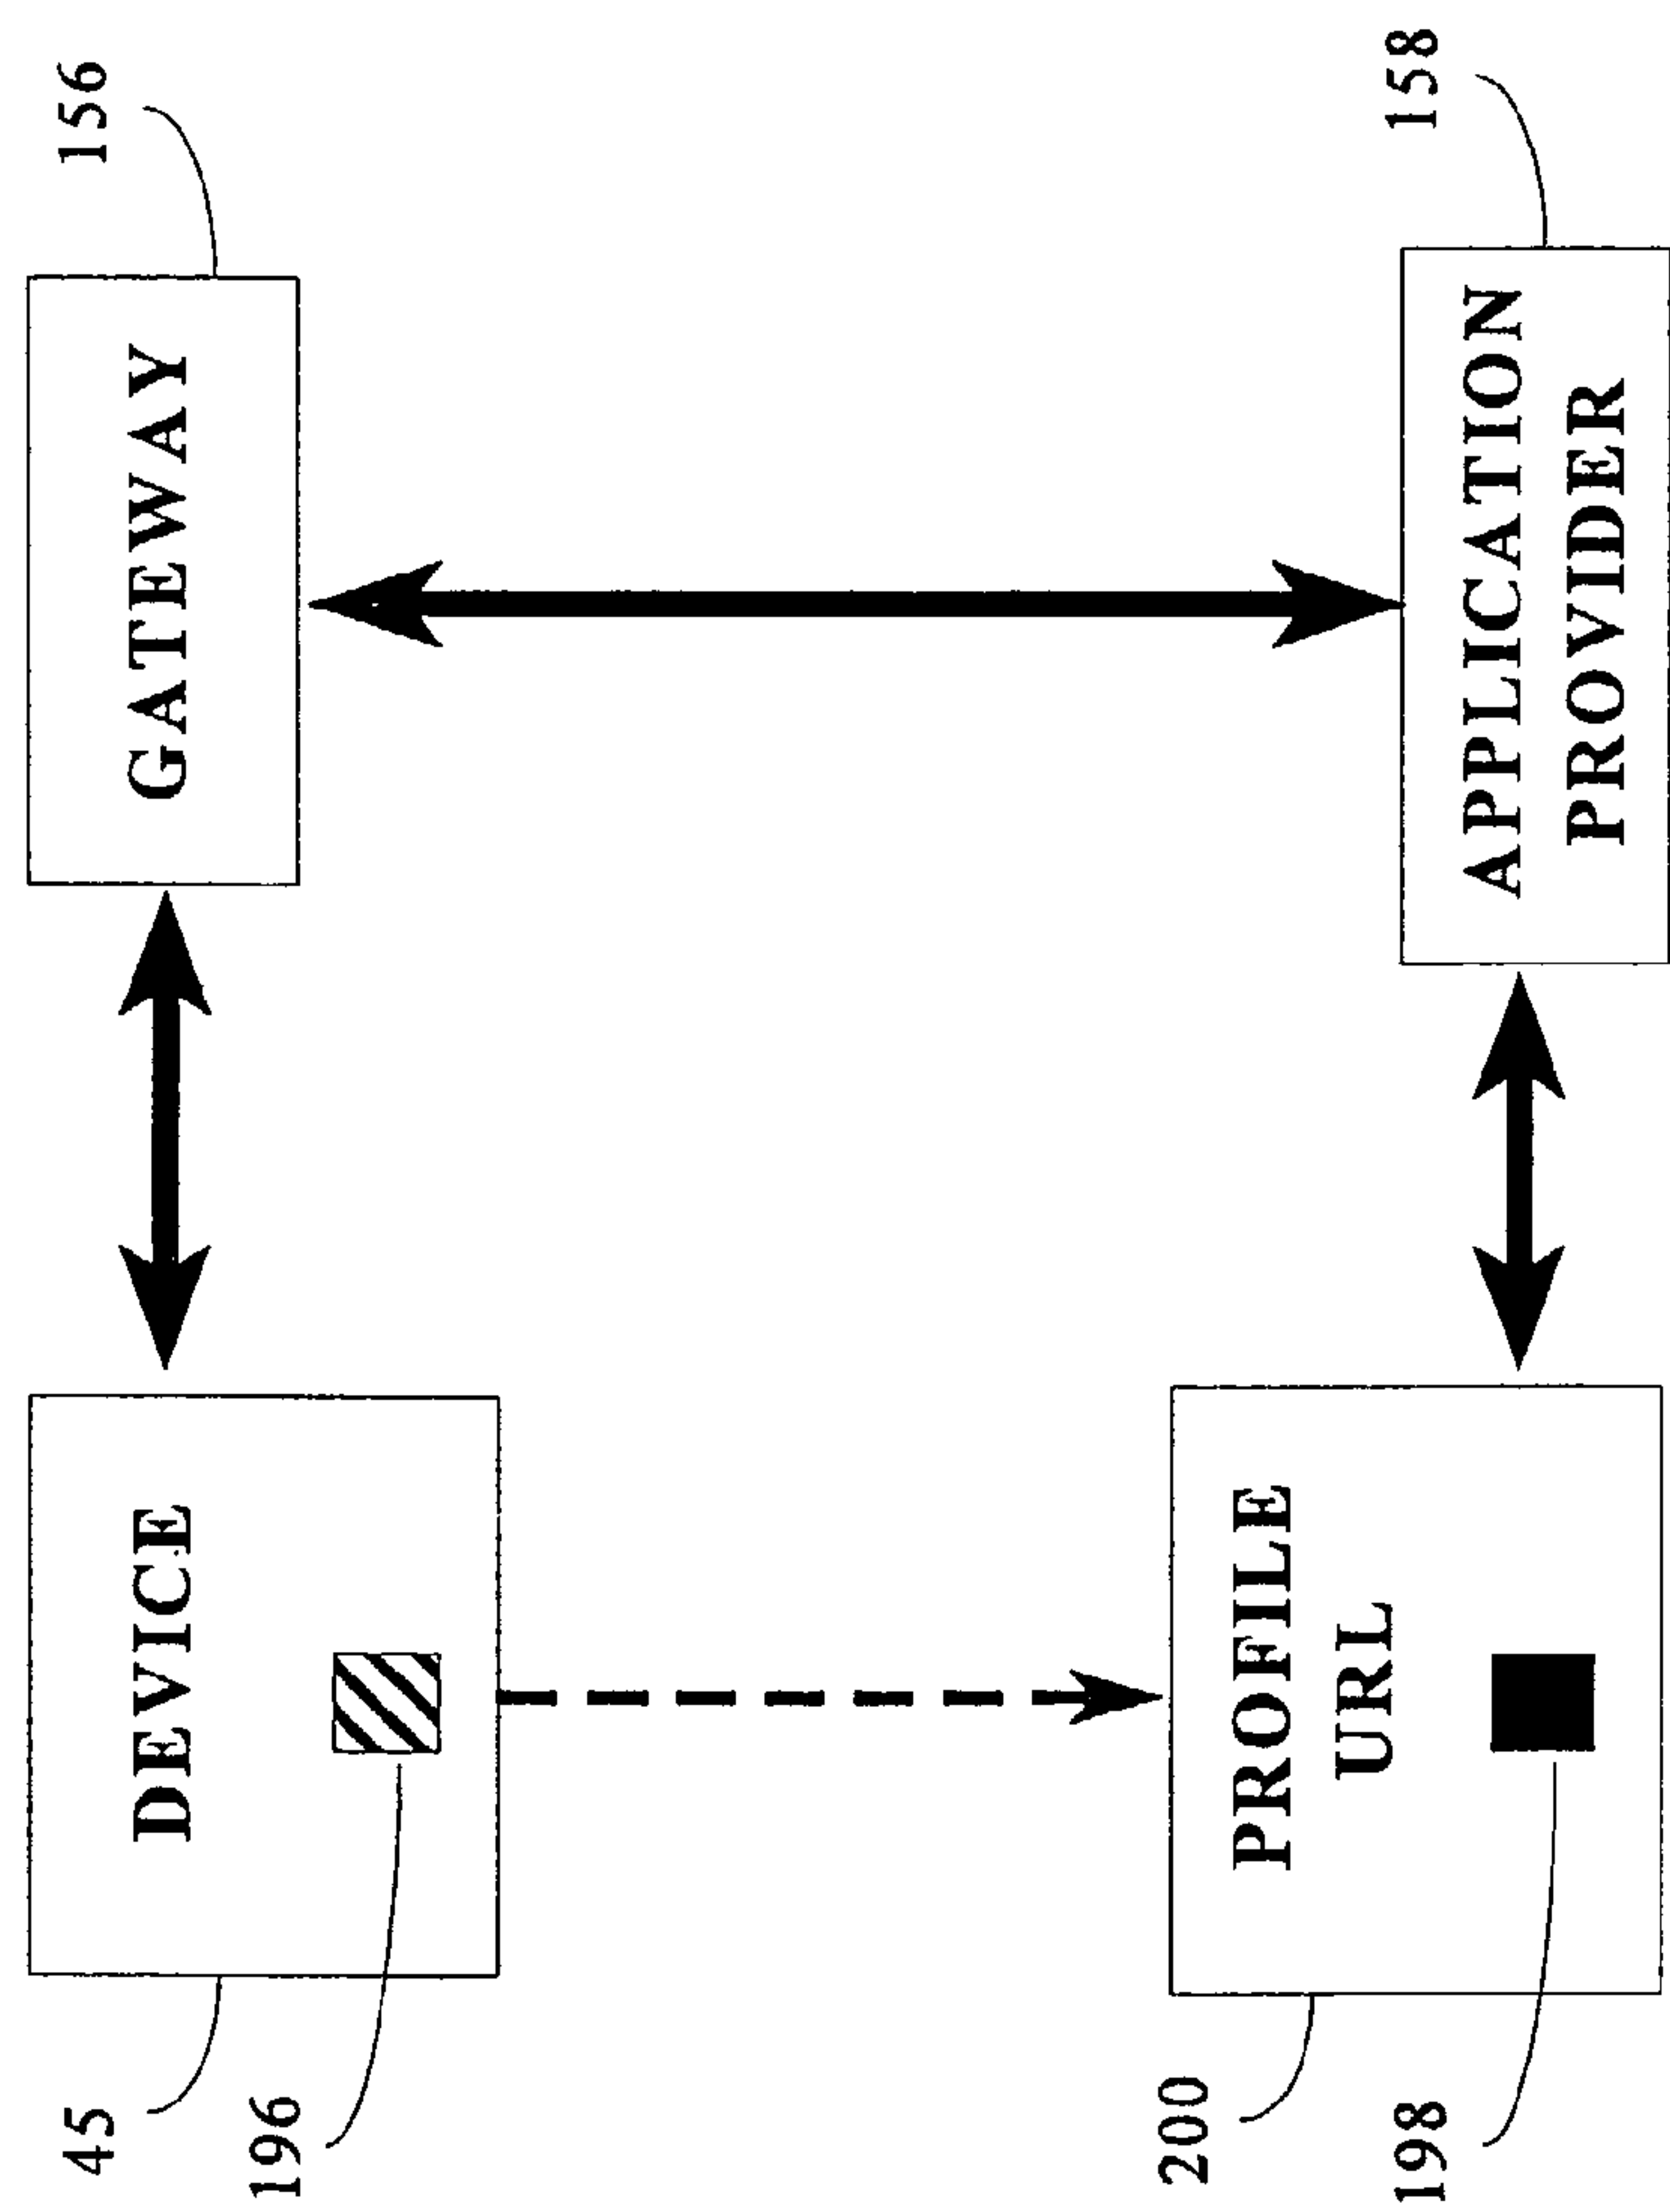 45
DEVICE
196
GATEWAY
156
200
PROFILE
URL
198
APPLICATION
PROVIDER
158